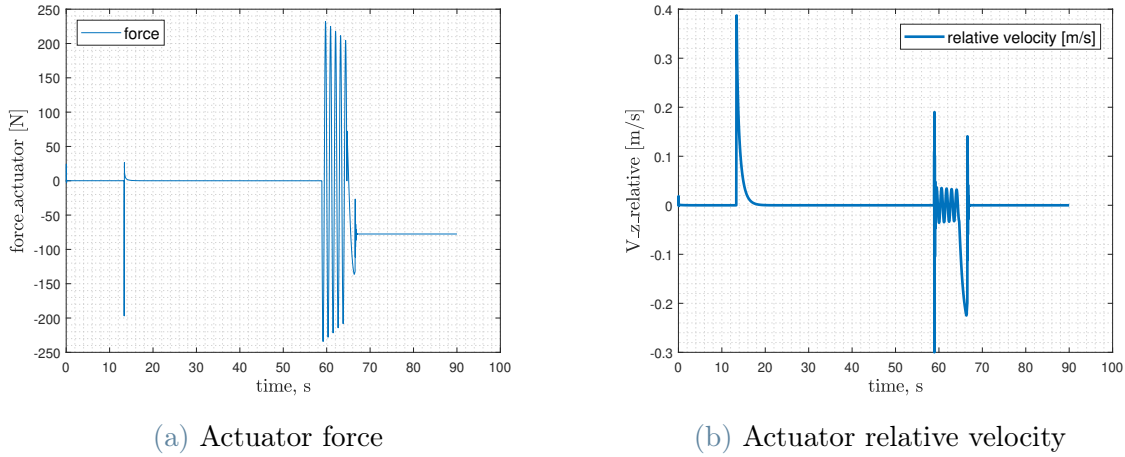 250
200
150
100
50
0
-50
-100
-150
-200
-250
force_actuator [N]
force
0 10 20 30 40 50 60 70 80 90 100
time, s
(a) Actuator force
0.4
0.3
0.2
0.1
0
-0.1
-0.2
-0.3
V_z_relative [m/s]
relative velocity [m/s]
0 10 20 30 40 50 60 70 80 90 100
time, s
(b) Actuator relative velocity